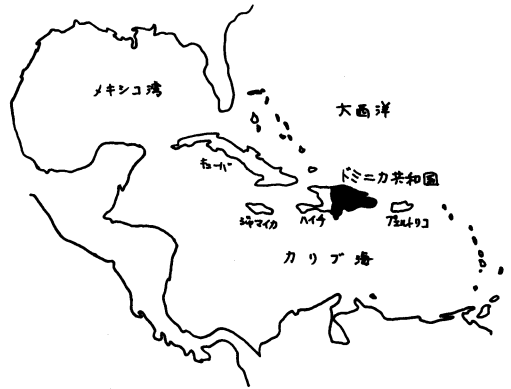 メキシコ湾
大西洋
キューバ
ドミニカ共和国
ジャマイカ
ハイチ
プエルトリコ
カリブ海